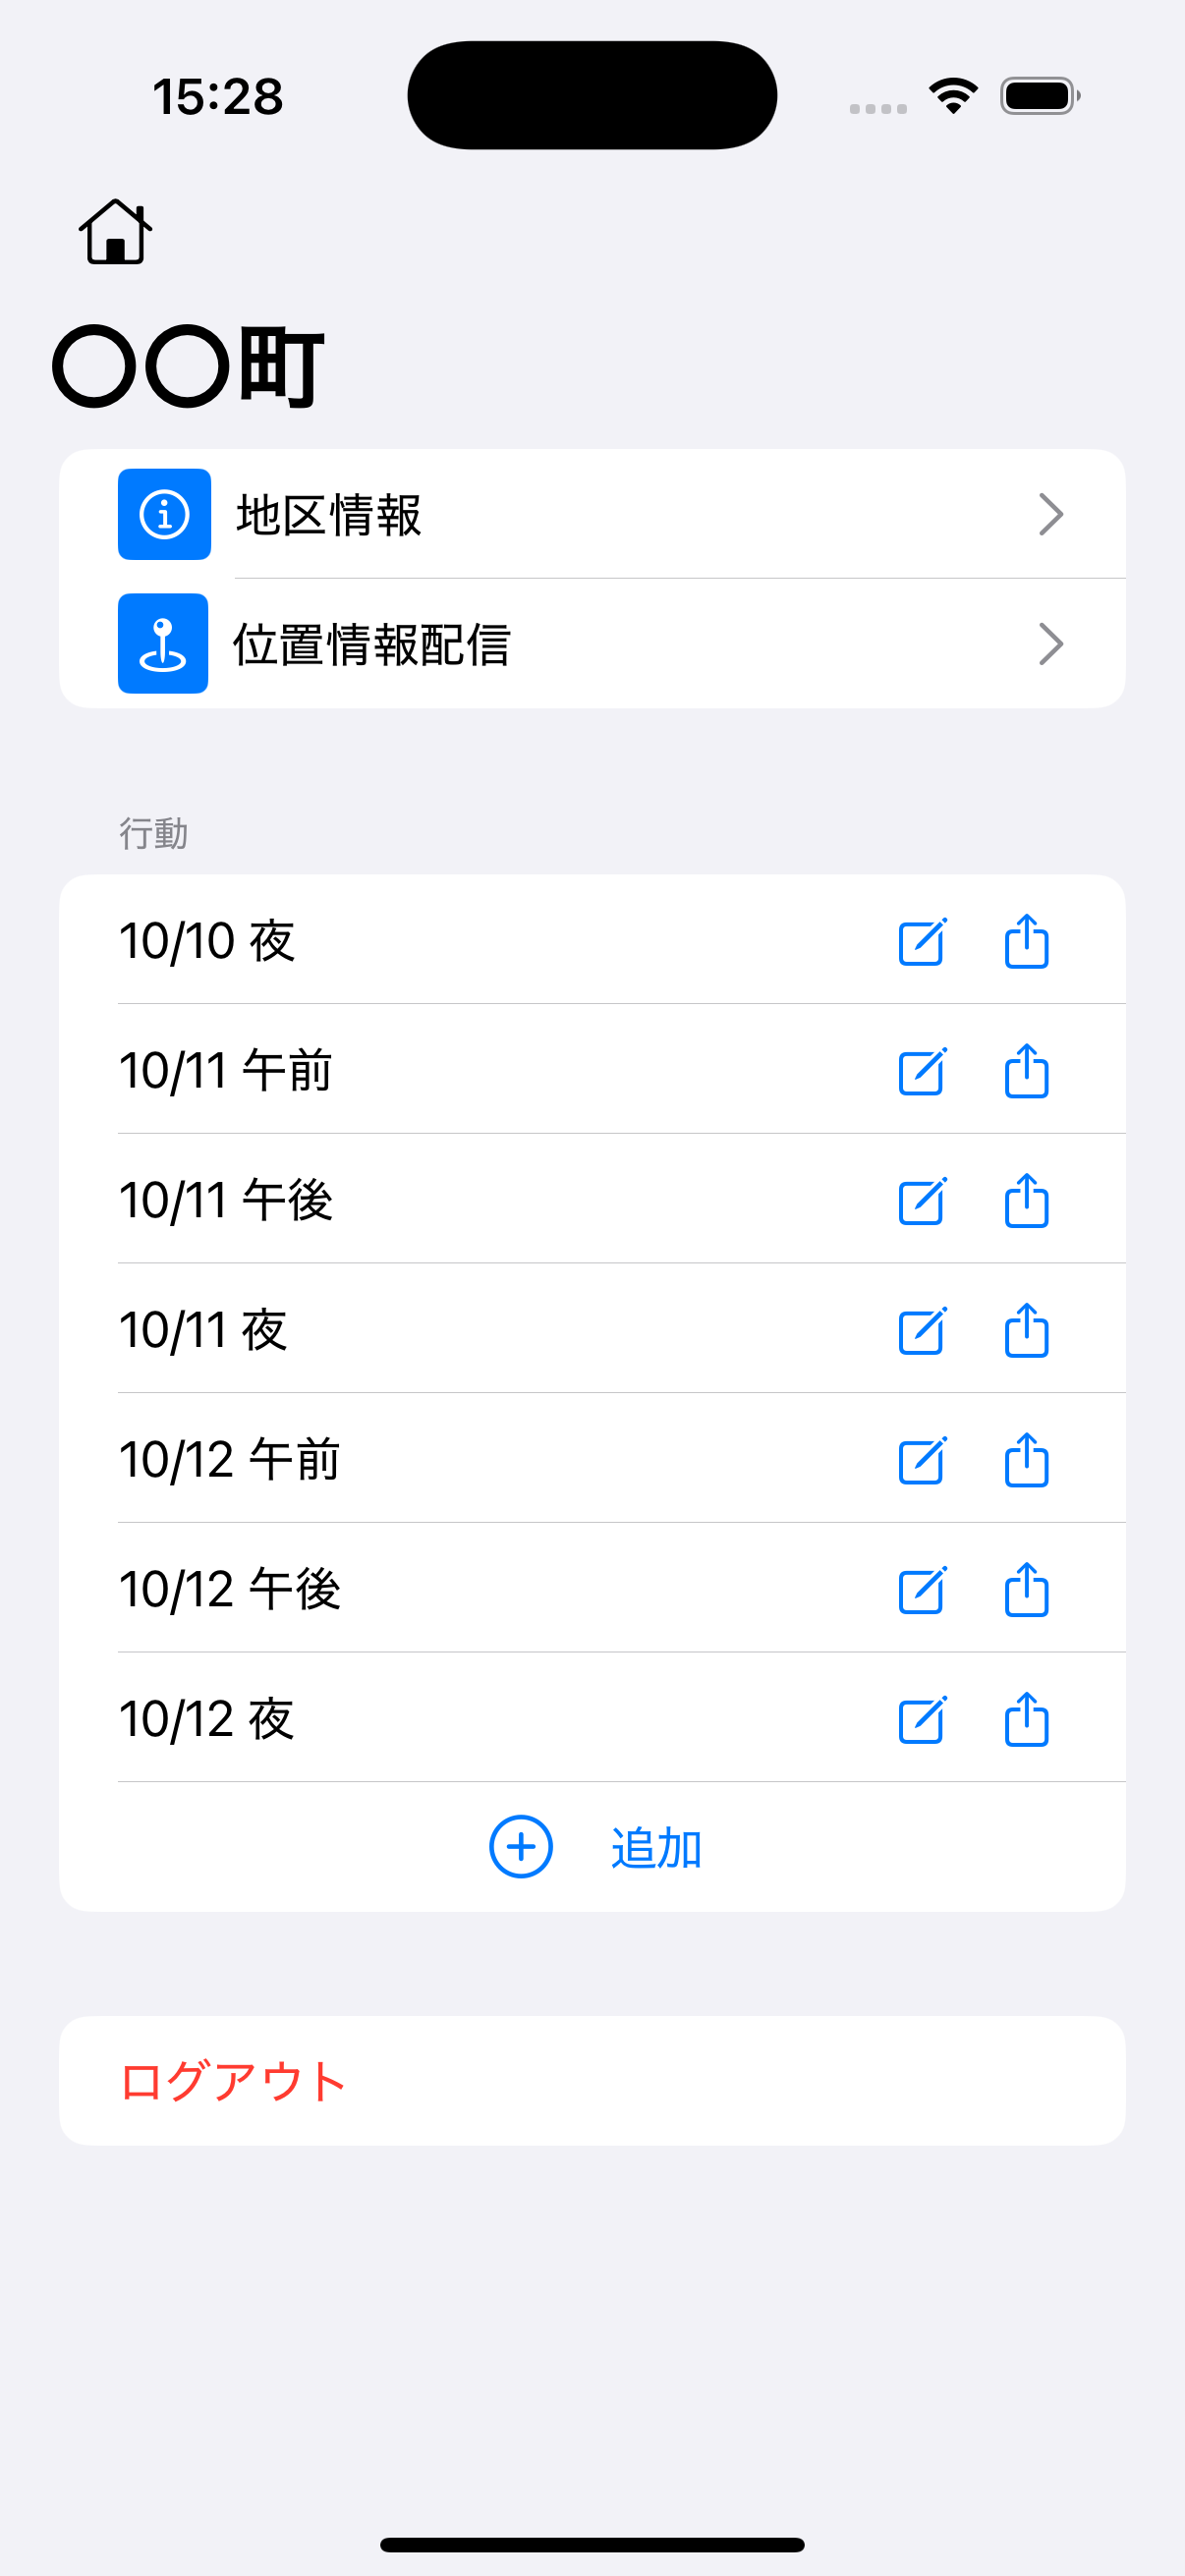 15:28
〇〇町
地区情報
位置情報配信
行動
10/10 夜
10/11 午前
10/11 午後
10/11 夜
10/12 午前
10/12 午後
10/12 夜
追加
ログアウト